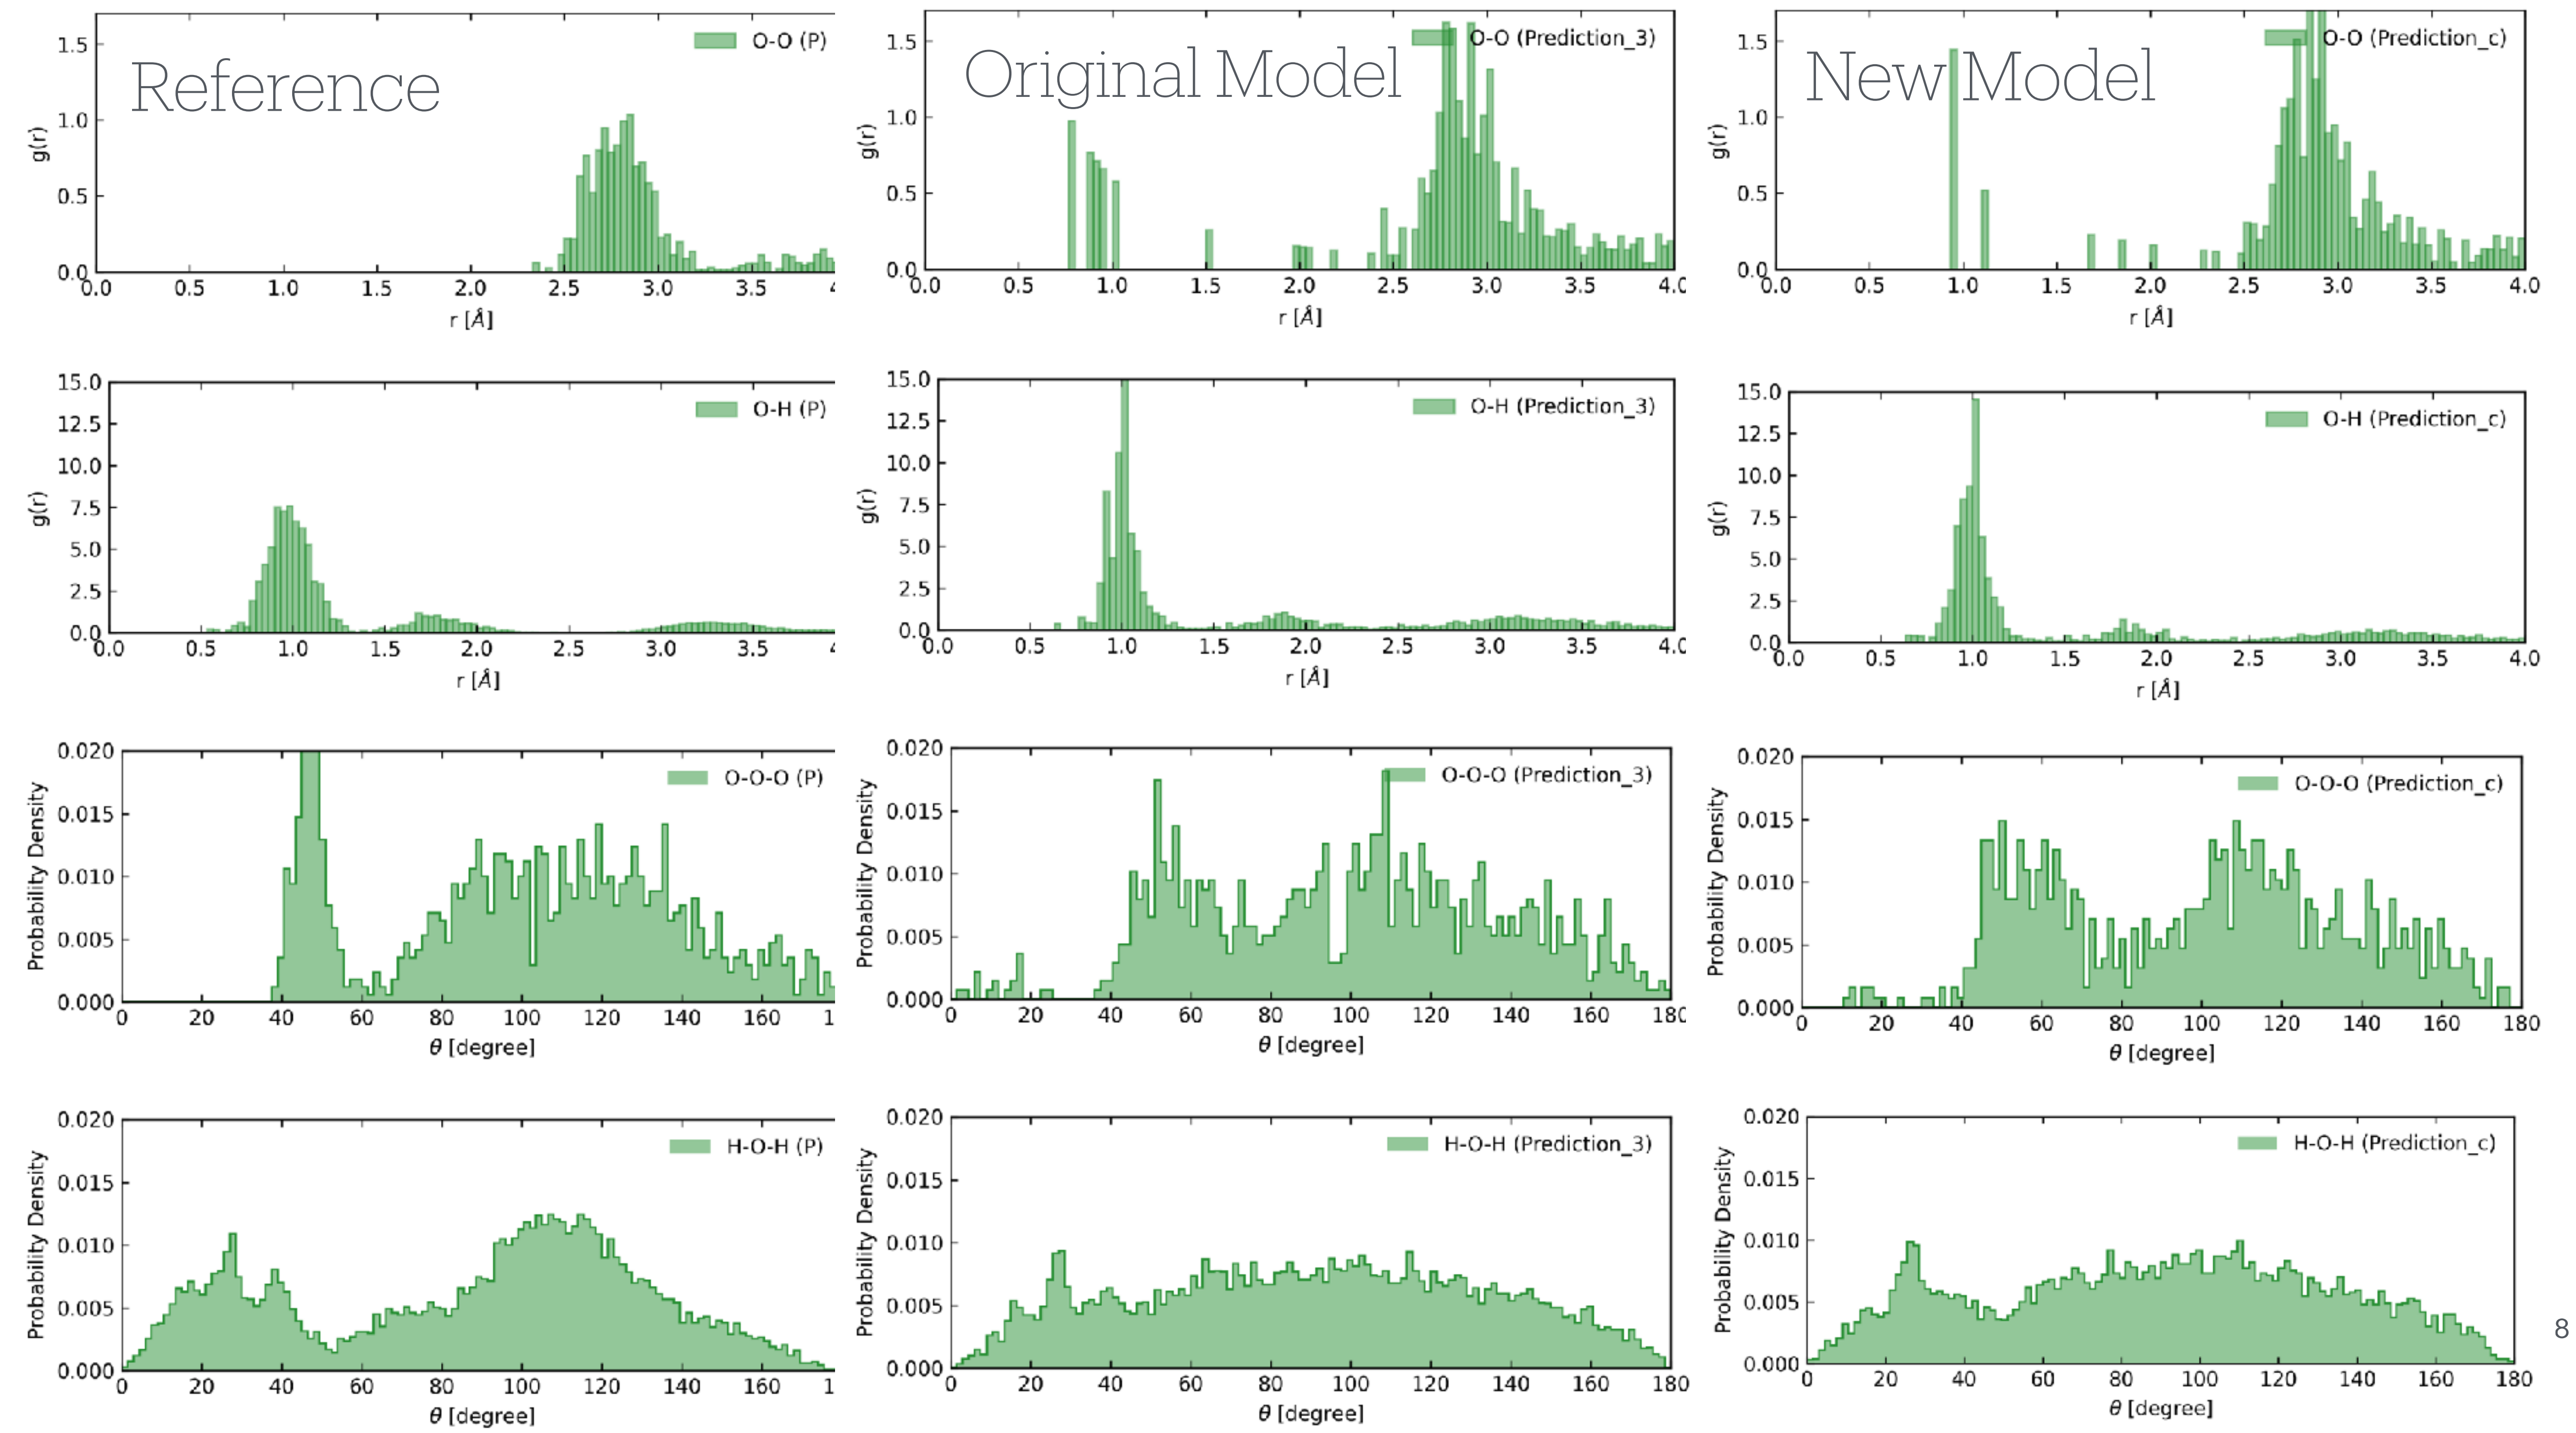 Reference
O-O (P)
g(r)
1.5
1.0
0.5
0.0
0.0 0.5 1.0 1.5 2.0 2.5 3.0 3.5 4
r [Å]
Original Model
O-O (Prediction_3)
g(r)
1.5
1.0
0.5
0.0
0.0 0.5 1.0 1.5 2.0 2.5 3.0 3.5 4.0
r [Å]
New Model
O-O (Prediction_c)
g(r)
1.5
1.0
0.5
0.0
0.0 0.5 1.0 1.5 2.0 2.5 3.0 3.5 4.0
r [Å]
O-H (P)
g(r)
15.0
12.5
10.0
7.5
5.0
2.5
0.0
0.0 0.5 1.0 1.5 2.0 2.5 3.0 3.5 4
r [Å]
O-H (Prediction_3)
g(r)
15.0
12.5
10.0
7.5
5.0
2.5
0.0
0.0 0.5 1.0 1.5 2.0 2.5 3.0 3.5 4.0
r [Å]
O-H (Prediction_c)
g(r)
15.0
12.5
10.0
7.5
5.0
2.5
0.0
0.0 0.5 1.0 1.5 2.0 2.5 3.0 3.5 4.0
r [Å]
O-O-O (P)
Probability Density
0.020
0.015
0.010
0.005
0.000
0 20 40 60 80 100 120 140 160 1
θ [degree]
O-O-O (Prediction_3)
Probability Density
0.020
0.015
0.010
0.005
0.000
0 20 40 60 80 100 120 140 160 180
θ [degree]
O-O-O (Prediction_c)
Probability Density
0.020
0.015
0.010
0.005
0.000
0 20 40 60 80 100 120 140 160 180
θ [degree]
H-O-H (P)
Probability Density
0.020
0.015
0.010
0.005
0.000
0 20 40 60 80 100 120 140 160 1
θ [degree]
H-O-H (Prediction_3)
Probability Density
0.020
0.015
0.010
0.005
0.000
0 20 40 60 80 100 120 140 160 180
θ [degree]
H-O-H (Prediction_c)
Probability Density
0.020
0.015
0.010
0.005
0.000
0 20 40 60 80 100 120 140 160 180
θ [degree]
8